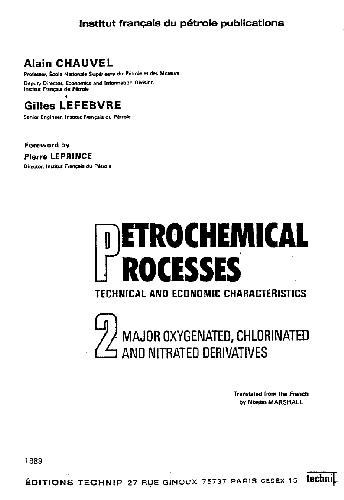 Institut français du pétrole publications
Alain CHAUVEL
Professor, École Nationale Supérieure du Pétrole et des Moteurs
Deputy Director, Economics and Information Division,
Institut Français du Pétrole
Gilles LEFEBVRE
Senior Engineer, Institut Français du Pétrole
Foreword by
Pierre LEPRINCE
Director, Institut Français du Pétrole
PETROCHEMICAL
PROCESSES
TECHNICAL AND ECONOMIC CHARACTERISTICS
2 MAJOR OXYGENATED, CHLORINATED
AND NITRATED DERIVATIVES
Translated from the French
by Nissim MARSHALL
1989
ÉDITIONS TECHNIP 27 RUE GINOUX 75737 PARIS CEDEX 15 technip